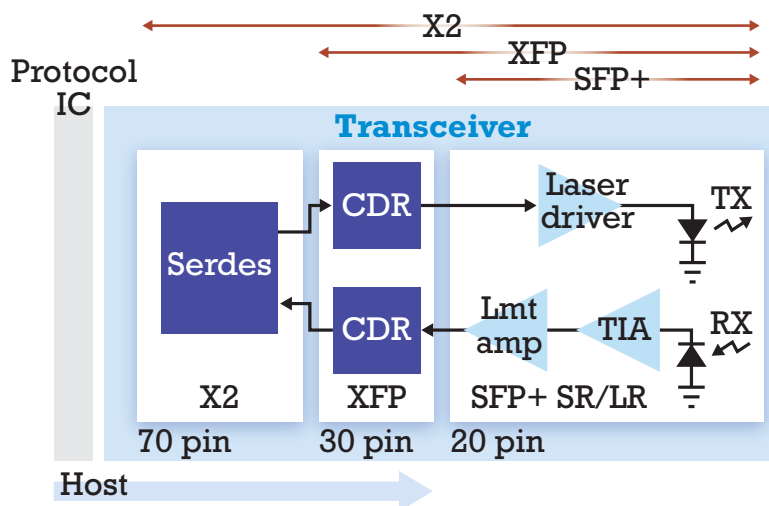 X2
XFP
SFP+
Protocol
IC
Transceiver
Serdes
CDR
CDR
Laser
driver
TX
Lmt
amp
TIA
RX
X2
XFP
SFP+ SR/LR
70 pin
30 pin
20 pin
Host